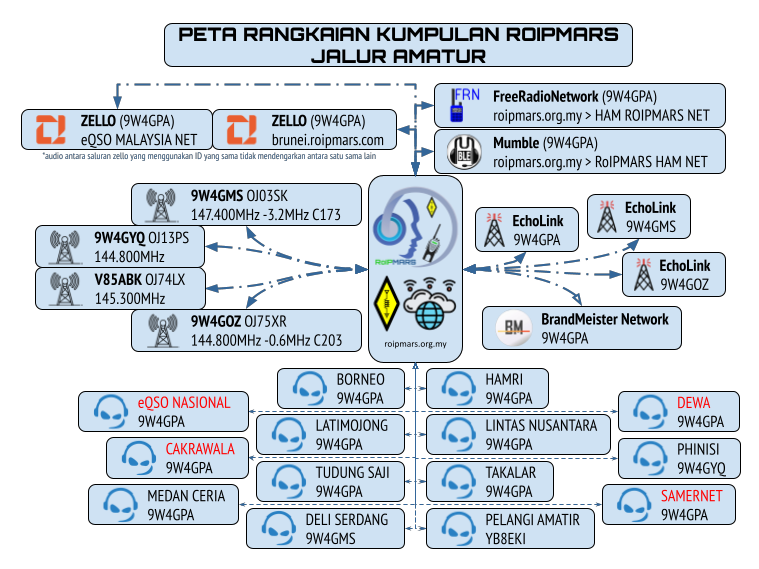 PETA RANGKAIAN KUMPULAN ROIPMARS
JALUR AMATUR
ZELLO (9W4GPA)
eQSO MALAYSIA NET
ZELLO (9W4GPA)
brunei.roipmars.com
*audio antara saluran zello yang menggunakan ID yang sama tidak mendengarkan antara satu sama lain
FRN
FreeRadioNetwork (9W4GPA)
roipmars.org.my > HAM ROIPMARS NET
BLE
Mumble (9W4GPA)
roipmars.org.my > RoIPMARS HAM NET
9W4GMS OJ03SK
147.400MHz -3.2MHz C173
9W4GYQ OJ13PS
144.800MHz
V85ABK OJ74LX
145.300MHz
9W4GOZ OJ75XR
144.800MHz -0.6MHz C203
RoiPMARS
roipmars.org.my
EchoLink
9W4GPA
EchoLink
9W4GMS
EchoLink
9W4GOZ
BM
BrandMeister Network
9W4GPA
BORNEO
9W4GPA
HAMRI
9W4GPA
eQSO NASIONAL
9W4GPA
DEWA
9W4GPA
LATIMOJONG
9W4GPA
LINTAS NUSANTARA
9W4GPA
CAKRAWALA
9W4GPA
PHINISI
9W4GYQ
TUDUNG SAJI
9W4GPA
TAKALAR
9W4GPA
MEDAN CERIA
9W4GPA
SAMERNET
9W4GPA
DELI SERDANG
9W4GMS
PELANGI AMATIR
YB8EKI